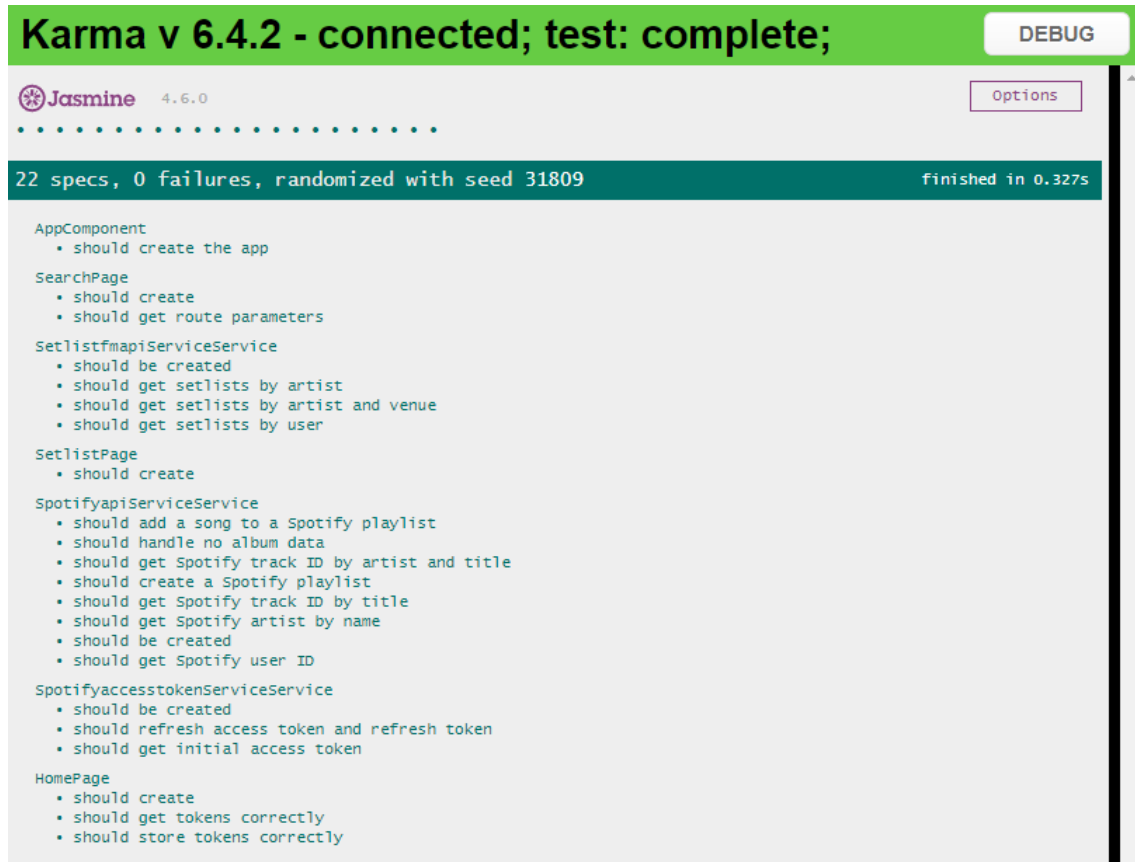 Karma v 6.4.2 - connected; test: complete;
DEBUG
Jasmine 4.6.0
Options
22 specs, 0 failures, randomized with seed 31809
finished in 0.327s
AppComponent
• should create the app
SearchPage
• should create
• should get route parameters
SetlistfmapiServiceService
• should be created
• should get setlists by artist
• should get setlists by artist and venue
• should get setlists by user
SetlistPage
• should create
SpotifyapiServiceService
• should add a song to a Spotify playlist
• should handle no album data
• should get Spotify track ID by artist and title
• should create a Spotify playlist
• should get Spotify track ID by title
• should get Spotify artist by name
• should be created
• should get Spotify user ID
SpotifyaccesstokenServiceService
• should be created
• should refresh access token and refresh token
• should get initial access token
HomePage
• should create
• should get tokens correctly
• should store tokens correctly